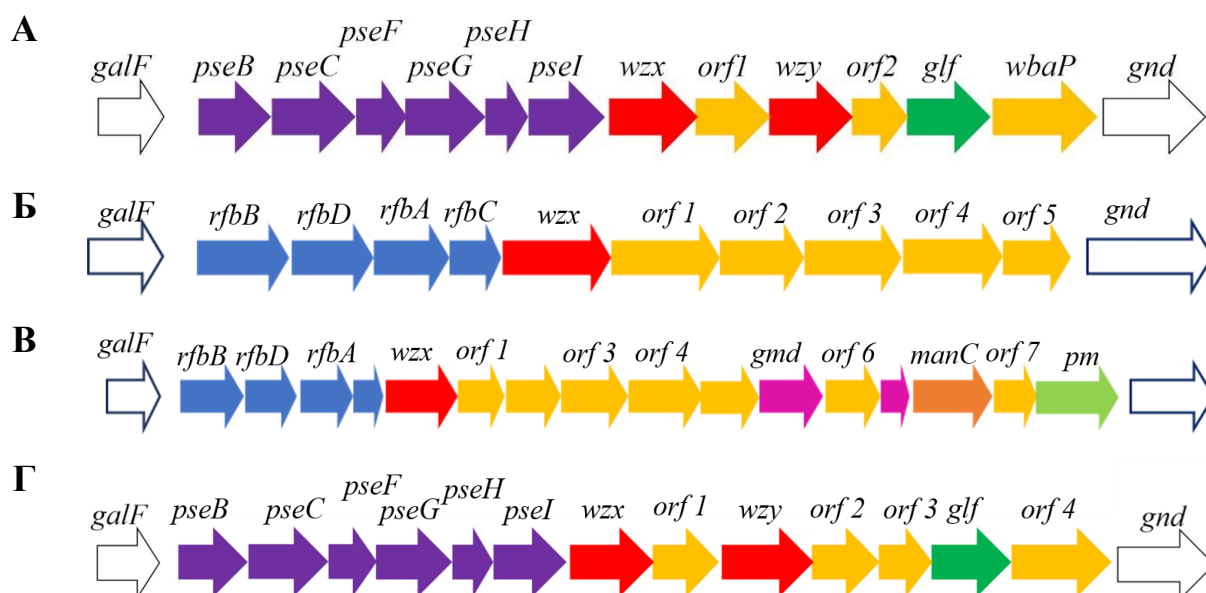 А
galF pseB pseC pseF pseG pseH pseI wzx orf1 wzy orf2 glf wbaP gnd
Б
galF rfbB rfbD rfbA rfbC wzx orf 1 orf 2 orf 3 orf 4 orf 5 gnd
В
galF rfbB rfbD rfbA wzx orf 1 orf 3 orf 4 gmd orf 6 manC orf 7 pm
Г
galF pseB pseC pseF pseG pseH pseI wzx orf 1 wzy orf 2 orf 3 glf orf 4 gnd